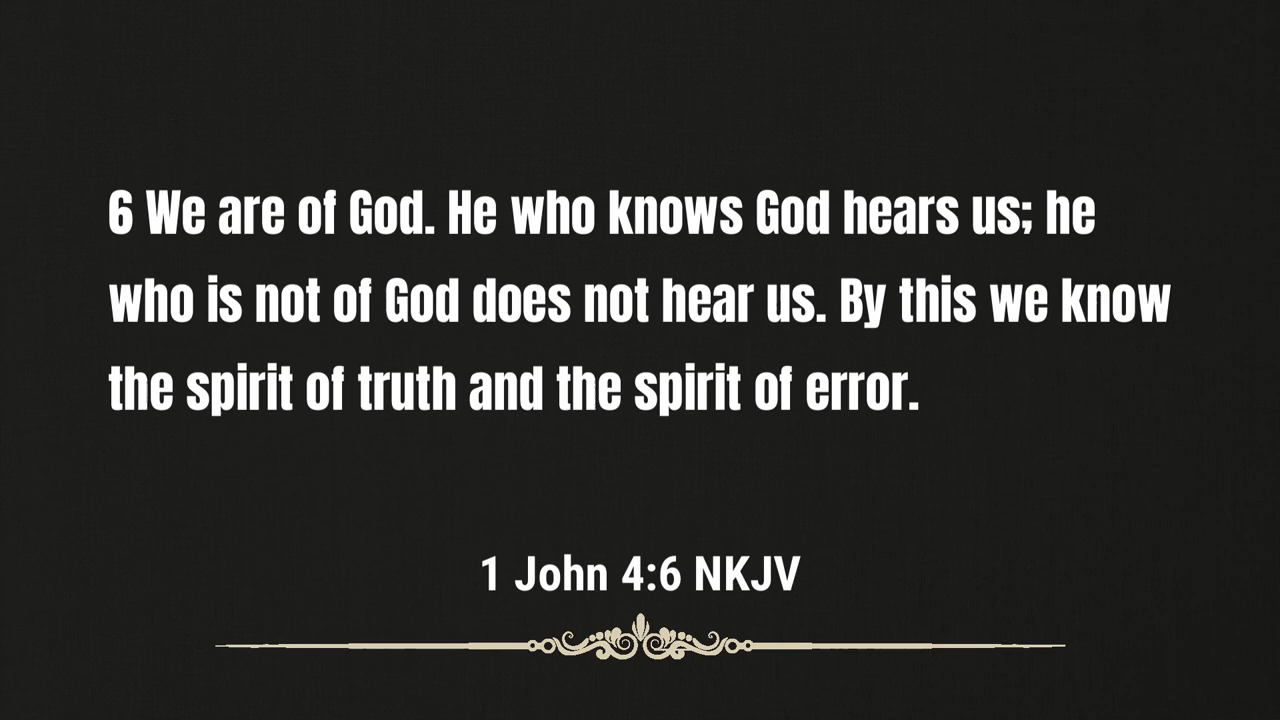 6 We are of God. He who knows God hears us; he
who is not of God does not hear us. By this we know
the spirit of truth and the spirit of error.
1 John 4:6 NKJV